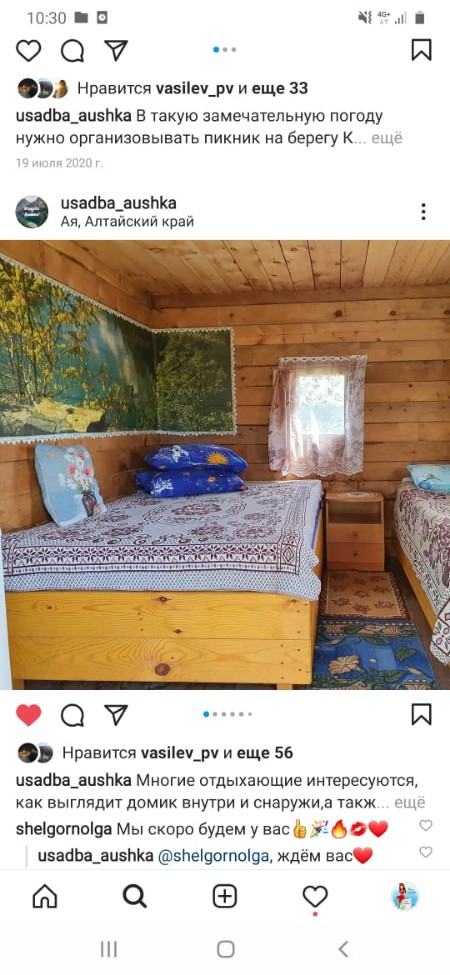 10:30
4G+
Нравится vasilev_pv и еще 33
usadba_aushka В такую замечательную погоду
нужно организовывать пикник на берегу К... ещё
19 июля 2020 г.
usadba_aushka
Ая, Алтайский край
Нравится vasilev_pv и еще 56
usadba_aushka Многие отдыхающие интересуются,
как выглядит домик внутри и снаружи,а такж... ещё
shelgornolga Мы скоро будем у вас👍🎉🔥💋❤️
usadba_aushka @shelgornolga, ждём вас❤️